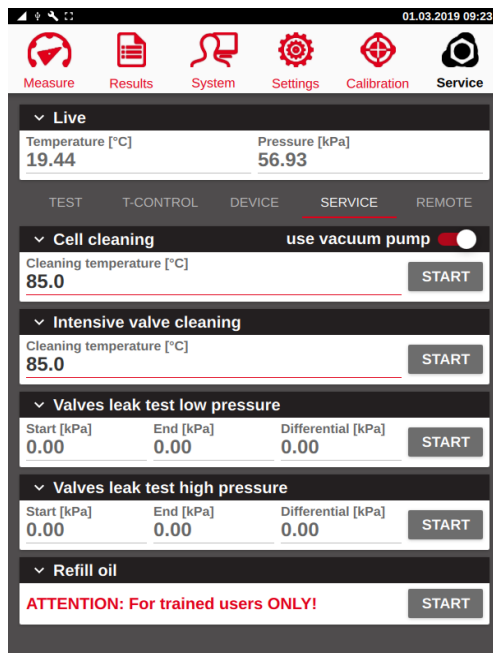 01.03.2019 09:23
Measure Results System Settings Calibration Service
Live
Temperature [°C] Pressure [kPa]
19.44 56.93
TEST T-CONTROL DEVICE SERVICE REMOTE
Cell cleaning use vacuum pump
Cleaning temperature [°C]
85.0 START
Intensive valve cleaning
Cleaning temperature [°C]
85.0 START
Valves leak test low pressure
Start [kPa] End [kPa] Differential [kPa]
0.00 0.00 0.00 START
Valves leak test high pressure
Start [kPa] End [kPa] Differential [kPa]
0.00 0.00 0.00 START
Refill oil
ATTENTION: For trained users ONLY! START